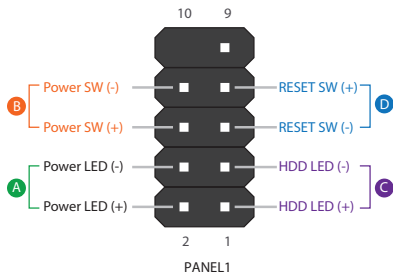 10 9
Power SW (-) RESET SW (+)
B D
Power SW (+) RESET SW (-)
Power LED (-) HDD LED (-)
A C
Power LED (+) HDD LED (+)
2 1
PANEL1